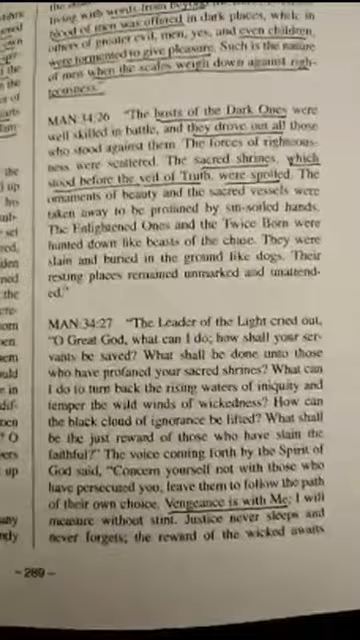 living with words from beyond the
blood of men was offered in dark places, while in
others of greater evil, men, yes, and even children,
were tormented to give pleasure. Such is the nature
of men when the scales weigh down against righ-
teousness."
MAN:34:26 "The hosts of the Dark Ones were
well skilled in battle, and they drove out all those
who stood against them. The forces of righteous-
ness were scattered. The sacred shrines, which
stood before the veil of Truth, were spoiled. The
ornaments of beauty and the sacred vessels were
taken away to be profaned by sin-soiled hands.
The Enlightened Ones and the Twice Born were
hunted down like beasts of the chase. They were
slain and buried in the ground like dogs. Their
resting places remained unmarked and unattend-
ed."
MAN:34:27 "The Leader of the Light cried out,
"O Great God, what can I do; how shall your ser-
vants be saved? What shall be done unto those
who have profaned your sacred shrines? What can
I do to turn back the rising waters of iniquity and
temper the wild winds of wickedness? How can
the black cloud of ignorance be lifted? What shall
be the just reward of those who have slain the
faithful?" The voice coming forth by the Spirit of
God said, "Concern yourself not with those who
have persecuted you, leave them to follow the path
of their own choice. Vengeance is with Me; I will
measure without stint. Justice never sleeps and
never forgets; the reward of the wicked awaits
~289~